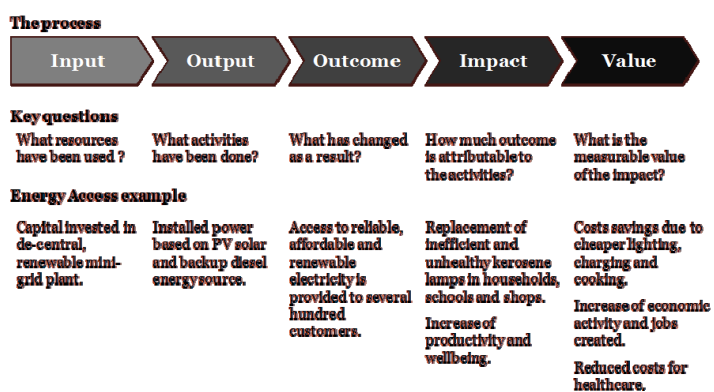 The process
Input
Output
Outcome
Impact
Value
Key questions
What resources
have been used ?
What activities
have been done?
What has changed
as a result?
How much outcome
is attributable to
the activities?
What is the
measurable value
of the impact?
Energy Access example
Capital invested in
de-central,
renewable mini-
grid plant.
Installed power
based on PV solar
and backup diesel
energy source.
Access to reliable,
affordable and
renewable
electricity is
provided to several
hundred
customers.
Replacement of
inefficient and
unhealthy kerosene
lamps in households,
schools and shops.
Increase of
productivity and
wellbeing.
Costs savings due to
cheaper lighting,
charging and
cooking.
Increase of economic
activity and jobs
created.
Reduced costs for
healthcare.